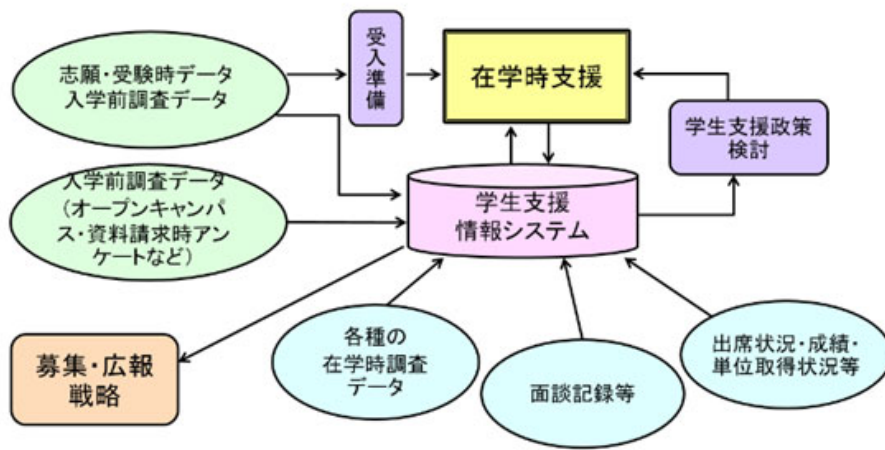 志願・受験時データ
入学前調査データ
受入準備
在学時支援
学生支援政策
検討
入学前調査データ
(オープンキャンパ
ス・資料請求時アン
ケートなど)
学生支援
情報システム
募集・広報
戦略
各種の
在学時調査
データ
面談記録等
出席状況・成績・
単位取得状況等